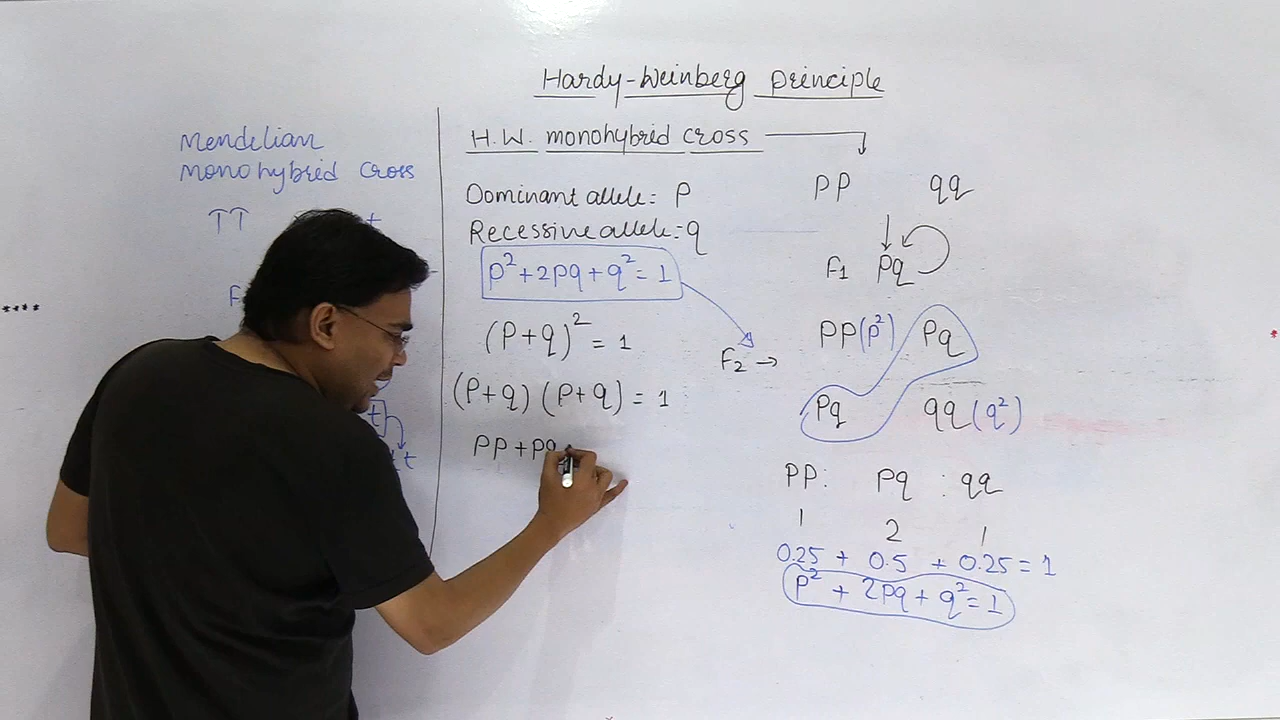 Hardy-Weinberg principle
Mendelian
monohybrid cross
TT
F
H.W. monohybrid cross
Dominant allele: P
Recessive allele: q
p²+2pq+q²=1
(P+q)²=1
(P+q)(P+q)=1
PP+Pq
PP qq
F1 Pq
F2→
PP(p²) Pq
Pq qq(q²)
PP: Pq : qq
1 2 1
0.25 + 0.5 + 0.25 = 1
p² + 2pq + q² = 1